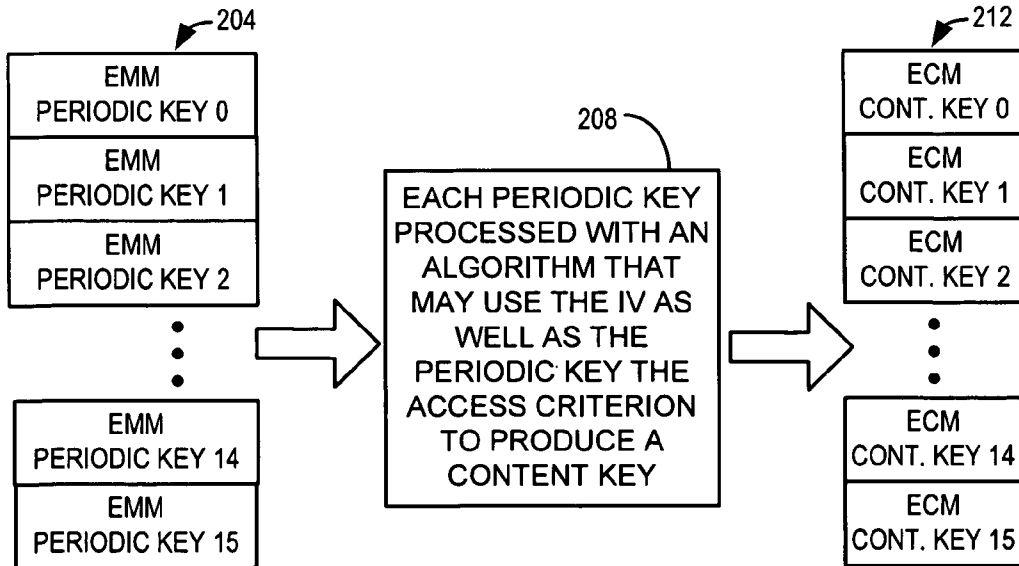 204
EMM
PERIODIC KEY 0
EMM
PERIODIC KEY 1
EMM
PERIODIC KEY 2
EMM
PERIODIC KEY 14
EMM
PERIODIC KEY 15
208
EACH PERIODIC KEY
PROCESSED WITH AN
ALGORITHM THAT
MAY USE THE IV AS
WELL AS THE
PERIODIC KEY THE
ACCESS CRITERION
TO PRODUCE A
CONTENT KEY
212
ECM
CONT. KEY 0
ECM
CONT. KEY 1
ECM
CONT. KEY 2
ECM
CONT. KEY 14
ECM
CONT. KEY 15